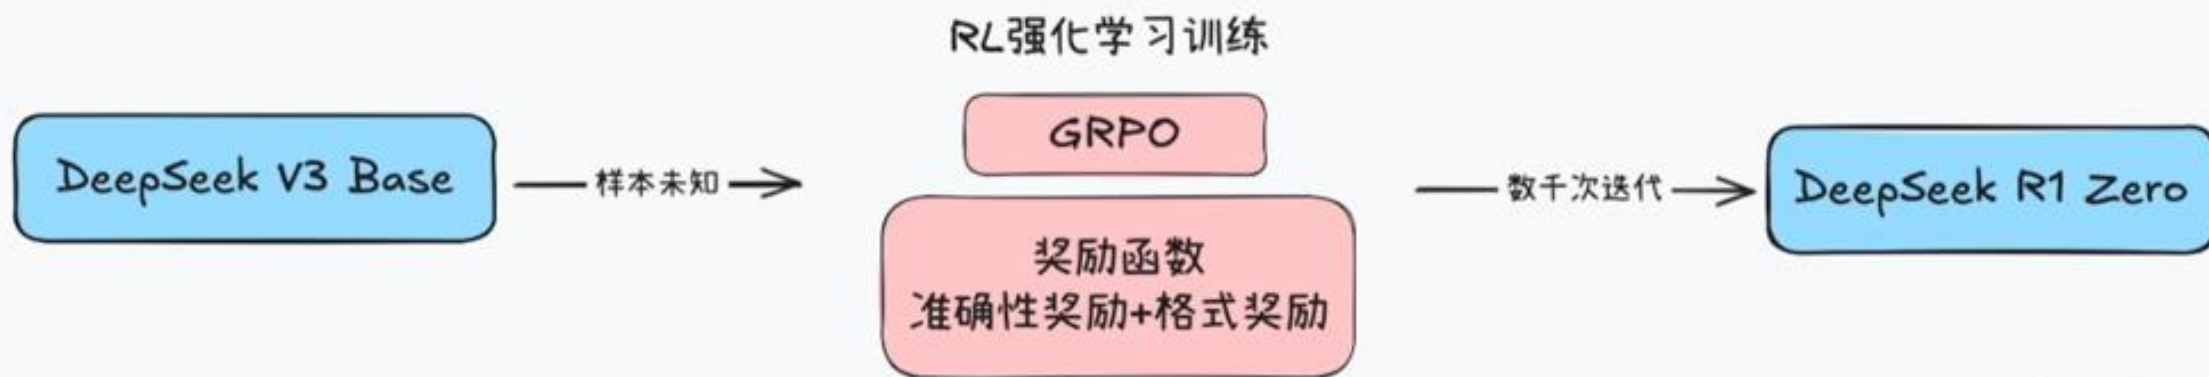 RL强化学习训练
DeepSeek V3 Base
样本未知
GRPO
奖励函数
准确性奖励+格式奖励
数千次迭代
DeepSeek R1 Zero